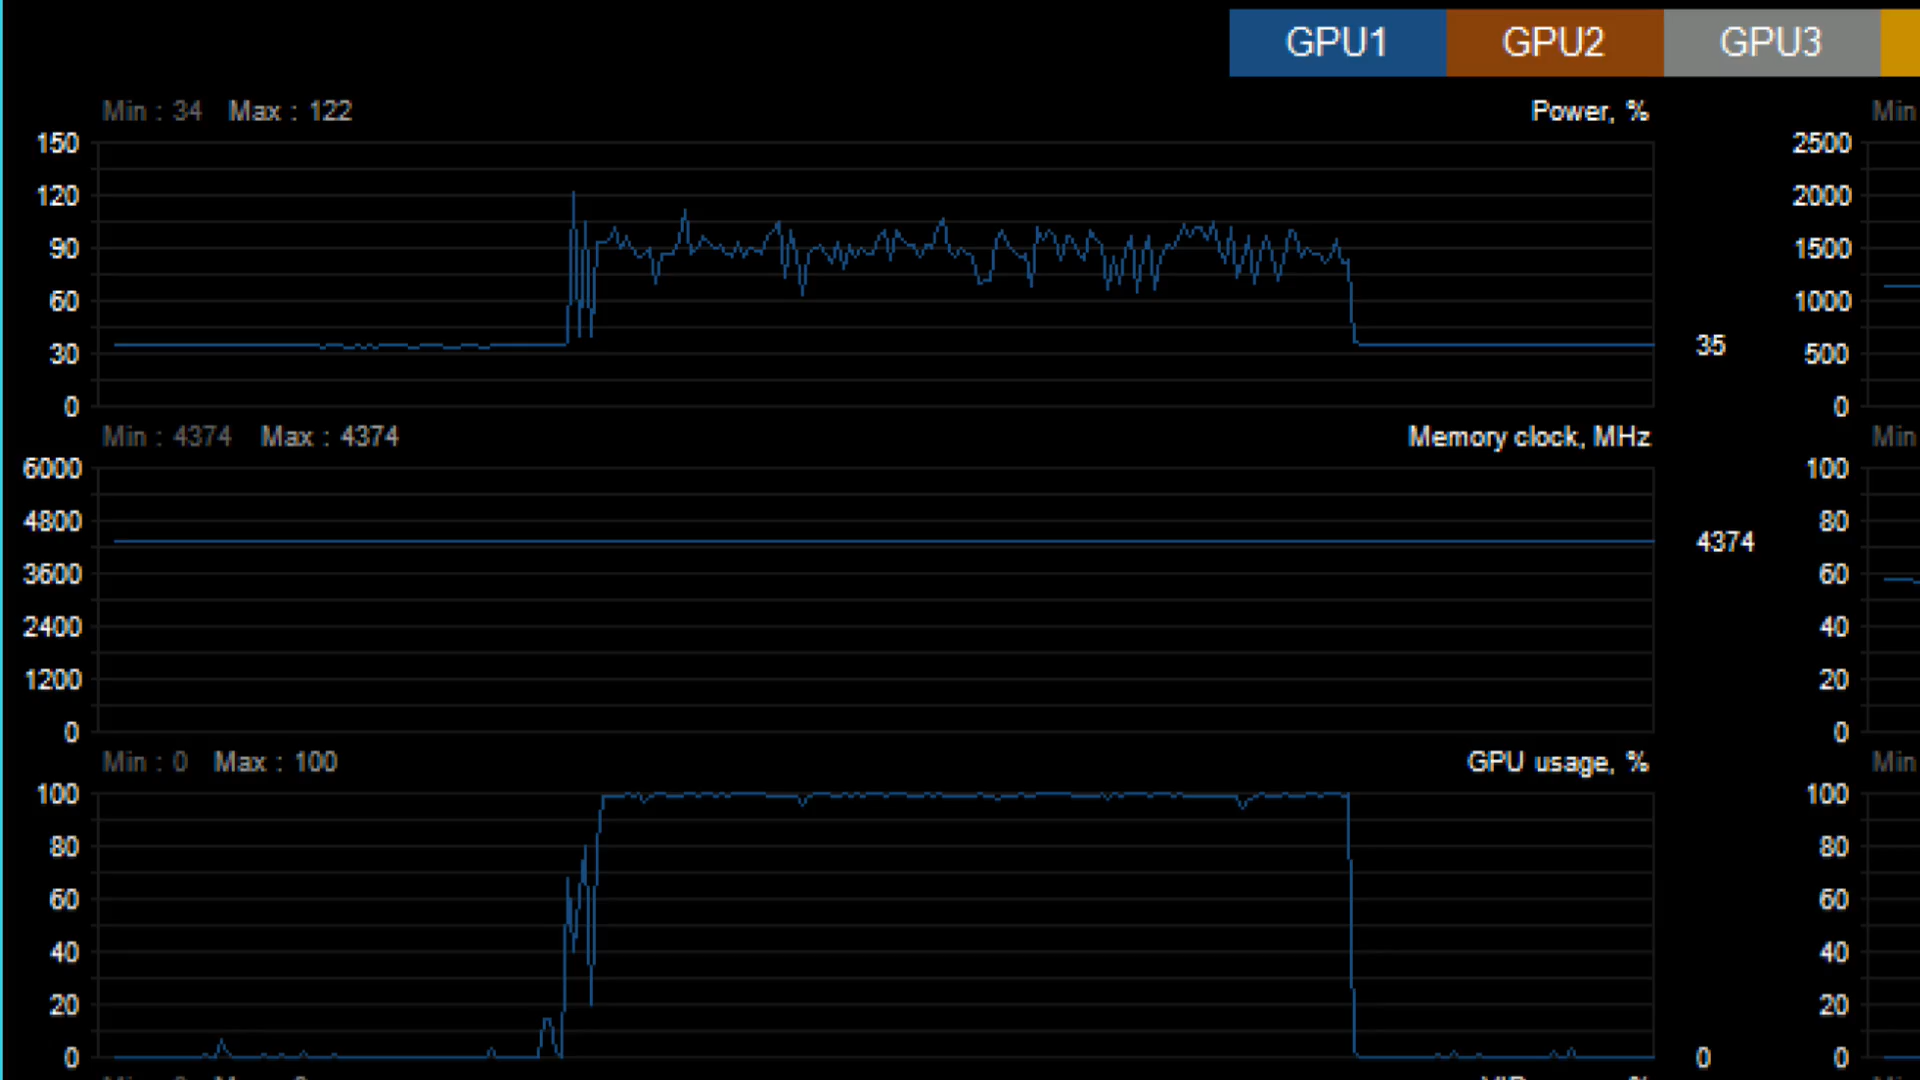 GPU1 GPU2 GPU3
Min : 34 Max : 122 Power, % Min
150 2500
120 2000
90 1500
60 1000
30 35 500
0 0
Min : 4374 Max : 4374 Memory clock, MHz Min
6000 100
4800 80
4374
3600 60
2400 40
1200 20
0 0
Min : 0 Max : 100 GPU usage, % Min
100 100
80 80
60 60
40 40
20 20
0 0 0